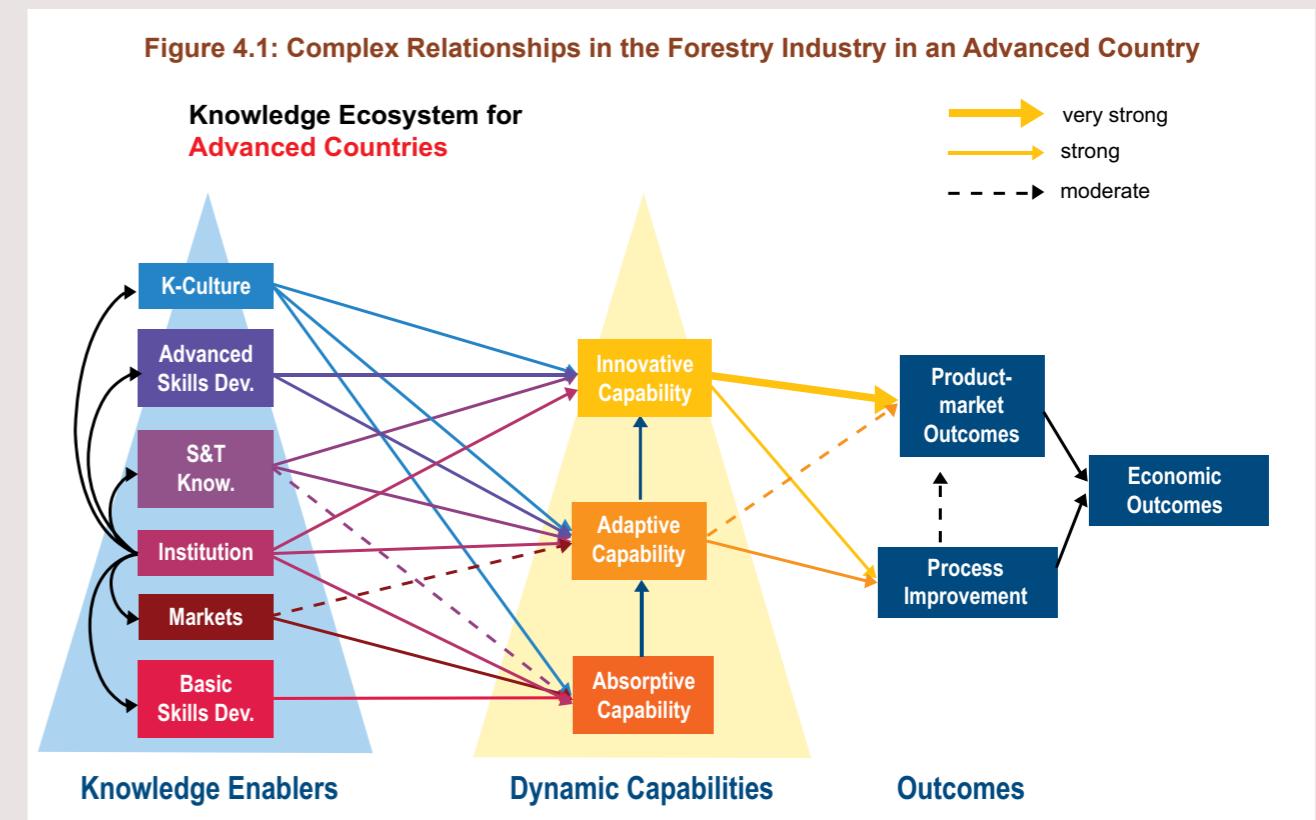 Figure 4.1: Complex Relationships in the Forestry Industry in an Advanced Country
Knowledge Ecosystem for
Advanced Countries
very strong
strong
moderate
K-Culture
Advanced
Skills Dev.
S&T
Know.
Institution
Markets
Basic
Skills Dev.
Innovative
Capability
Adaptive
Capability
Absorptive
Capability
Product-
market
Outcomes
Process
Improvement
Economic
Outcomes
Knowledge Enablers
Dynamic Capabilities
Outcomes